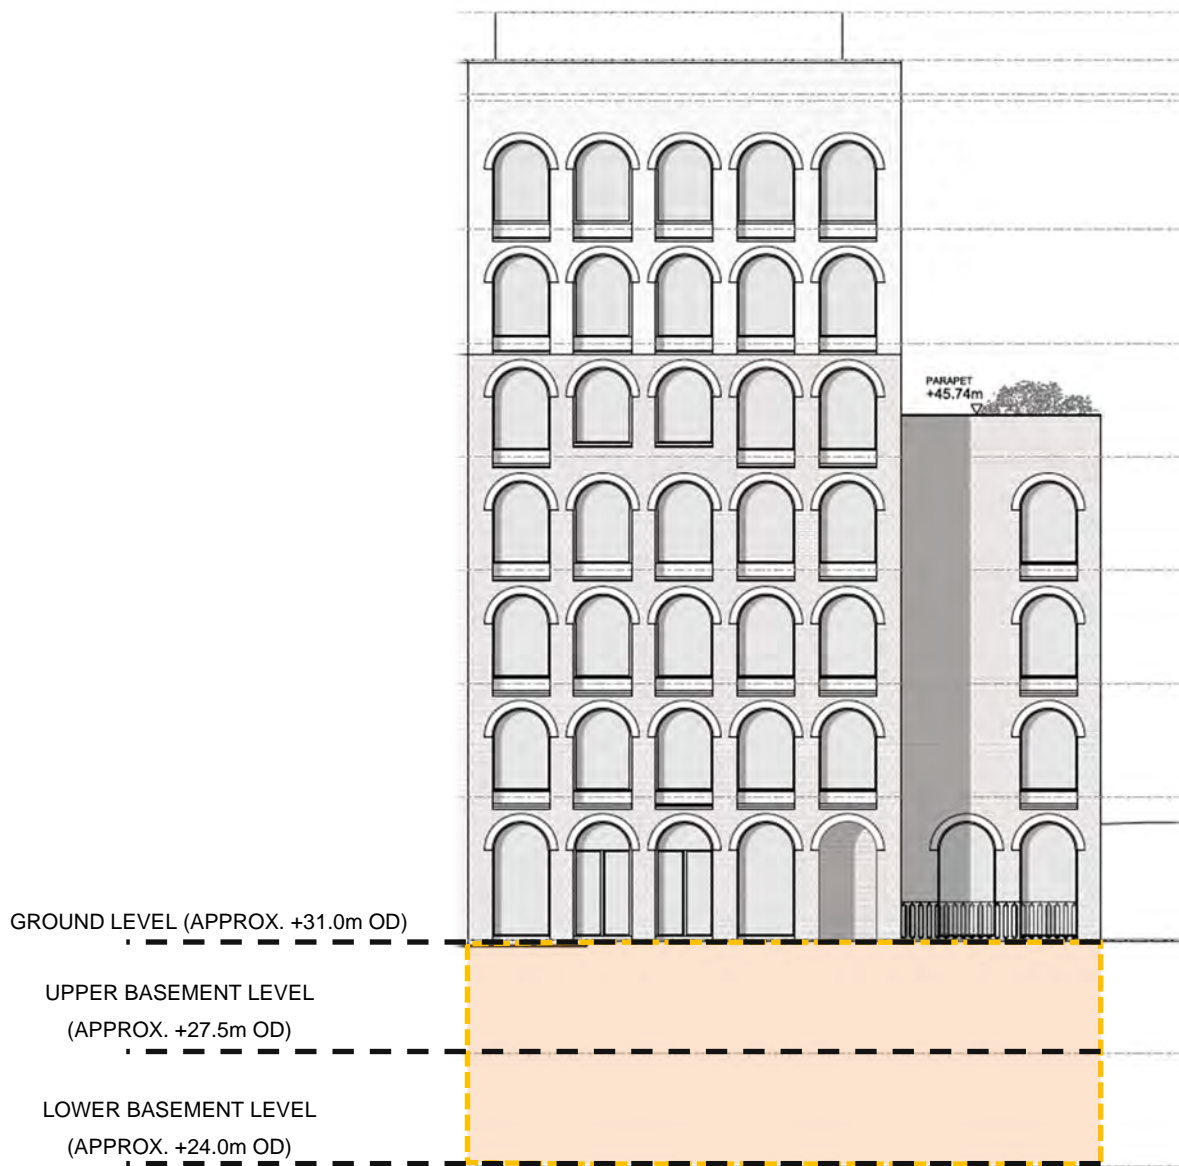 PARAPET
+45.74m
GROUND LEVEL (APPROX. +31.0m OD)
UPPER BASEMENT LEVEL
(APPROX. +27.5m OD)
LOWER BASEMENT LEVEL
(APPROX. +24.0m OD)